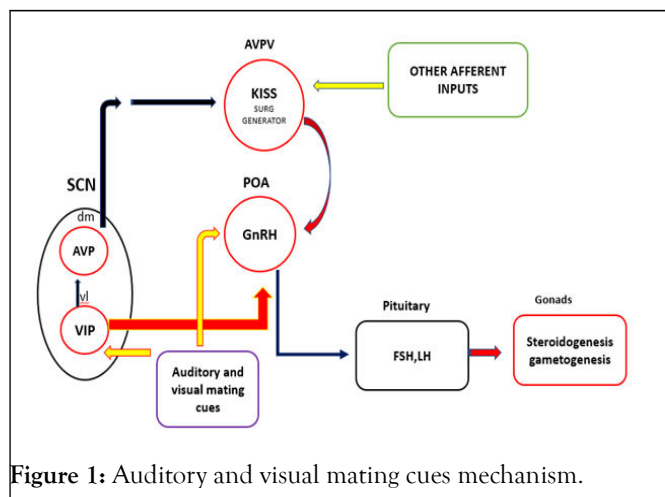 AVPV
KISS
SURG
GENERATOR
OTHER AFFERENT
INPUTS
SCN
dm
AVP
vl
VIP
POA
GnRH
Auditory and
visual mating
cues
Pituitary
FSH,LH
Gonads
Steroidogenesis
gametogenesis
Figure 1: Auditory and visual mating cues mechanism.